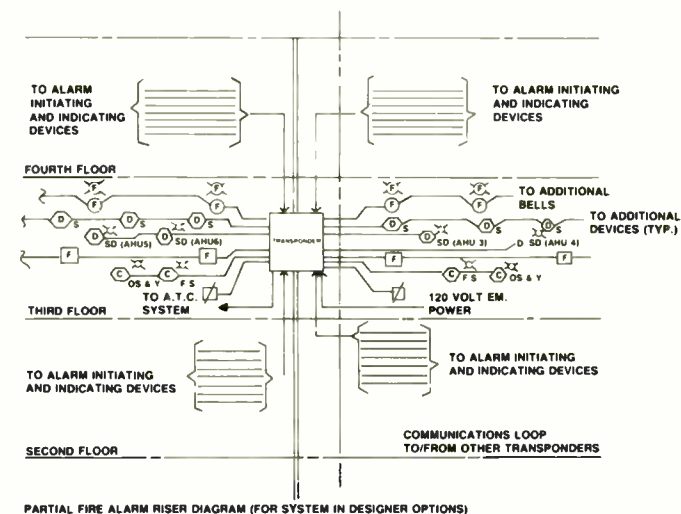 TO ALARM
INITIATING
AND INDICATING
DEVICES
TO ALARM INITIATING
AND INDICATING
DEVICES
FOURTH FLOOR
F
F
F
F
F
F
F
F
TO ADDITIONAL
BELLS
D S
D S
D S
D S
D S
D S
TO ADDITIONAL
DEVICES (TYP.)
D SD (AHU5)
D SD (AHU6)
TRANSPONDER
D SD (AHU 3)
D SD (AHU 4)
F
F
F
F
C OS & Y
C F S
C F S
C OS & Y
TO A.T.C.
SYSTEM
120 VOLT EM.
POWER
THIRD FLOOR
TO ALARM INITIATING
AND INDICATING DEVICES
TO ALARM INITIATING
AND INDICATING DEVICES
COMMUNICATIONS LOOP
TO/FROM OTHER TRANSPONDERS
SECOND FLOOR
PARTIAL FIRE ALARM RISER DIAGRAM (FOR SYSTEM IN DESIGNER OPTIONS)